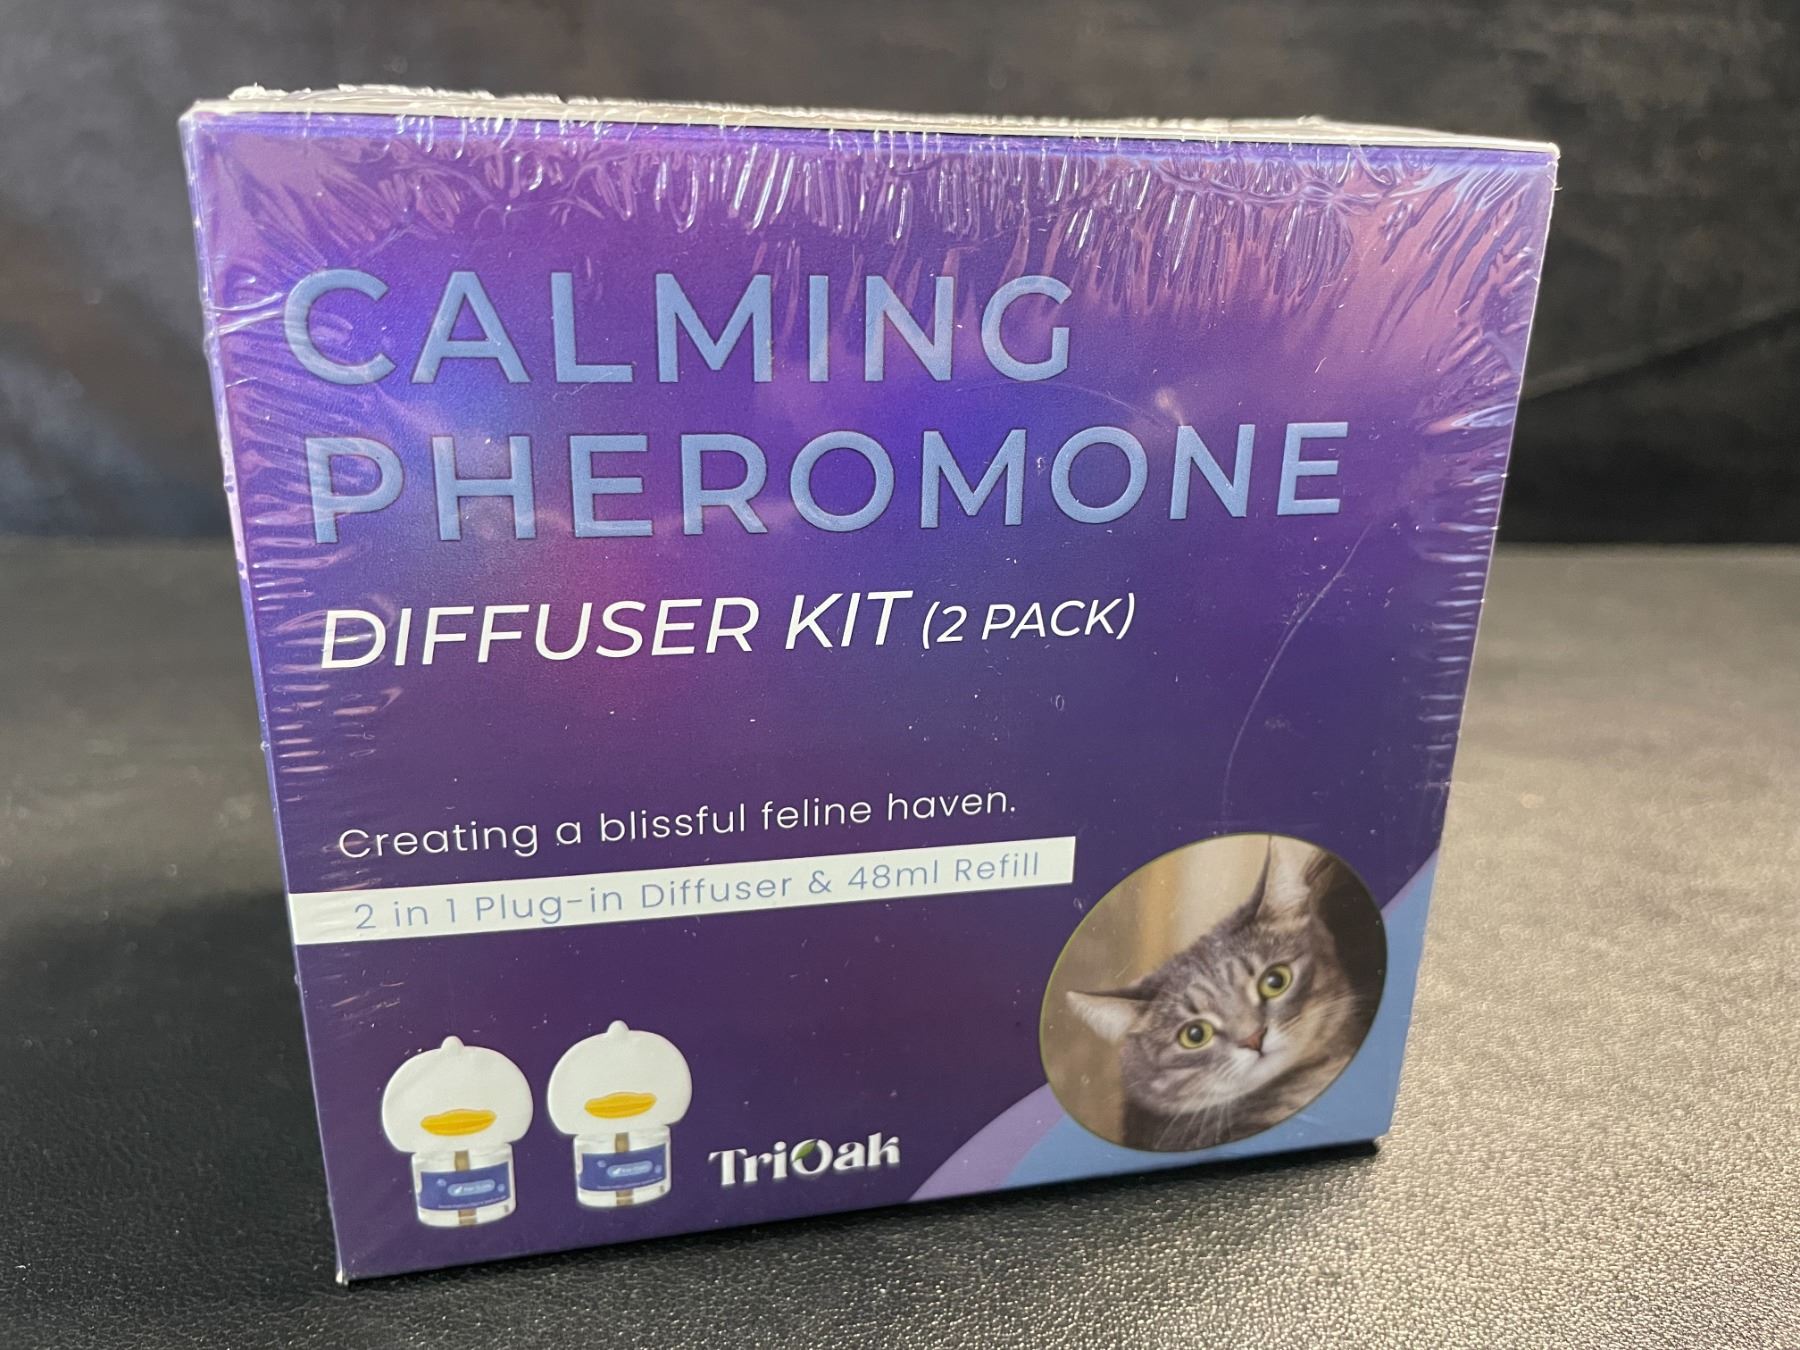 CALMING
PHEROMONE
DIFFUSER KIT (2 PACK)
Creating a blissful feline haven.
2 in 1 Plug-in Diffuser & 48ml Refill
TriOak